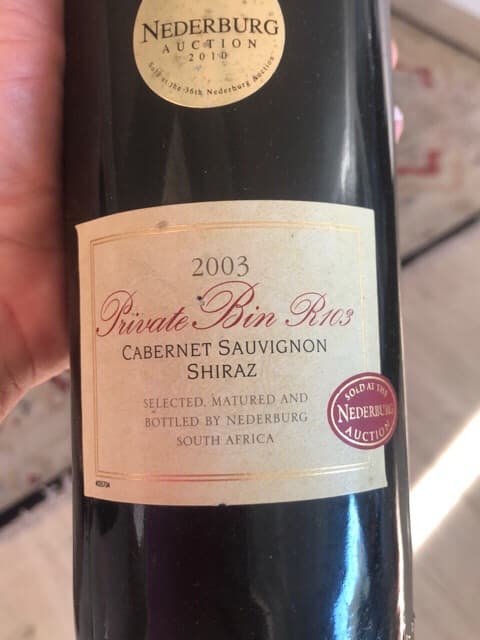 NEDERBURG
AUCTION
2010
Sold at the 36th Nederburg Auction
2003
Private Bin R103
CABERNET SAUVIGNON
SHIRAZ
SELECTED, MATURED AND
BOTTLED BY NEDERBURG
SOUTH AFRICA
SOLD AT THE
NEDERBURG
AUCTION